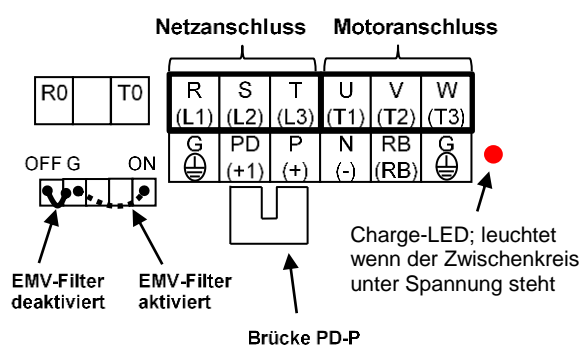 Netzanschluss Motoranschluss
R0 T0
R S T U V W
(L1) (L2) (L3) (T1) (T2) (T3)
G PD P N RB G
(+1) (+) (-) (RB)
OFF G ON
EMV-Filter deaktiviert
EMV-Filter aktiviert
Charge-LED; leuchtet
wenn der Zwischenkreis
unter Spannung steht
Brücke PD-P